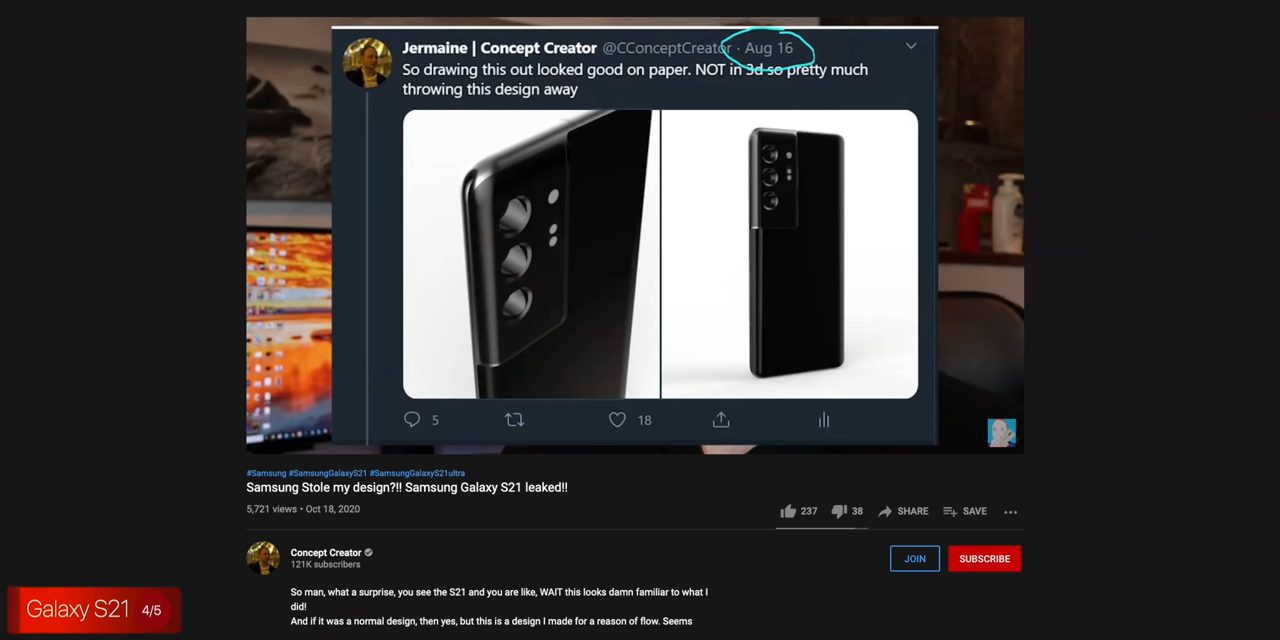 Jermaine | Concept Creator @CConceptCreator · Aug 16
So drawing this out looked good on paper. NOT in 3d so pretty much
throwing this design away
5 18
#Samsung #SamsungGalaxyS21 #SamsungGalaxyS21ultra
Samsung Stole my design?!! Samsung Galaxy S21 leaked!!
5,721 views • Oct 18, 2020
237 38 SHARE SAVE
Concept Creator
121K subscribers
JOIN SUBSCRIBE
So man, what a surprise, you see the S21 and you are like, WAIT this looks damn familiar to what I
did!
And if it was a normal design, then yes, but this is a design I made for a reason of flow. Seems
Galaxy S21 4/5